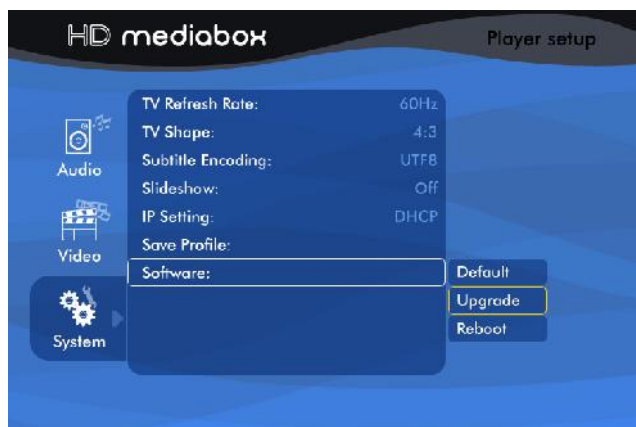 HD mediabox
Player setup
Audio
Video
System
TV Refresh Rate: 60Hz
TV Shape: 4:3
Subtitle Encoding: UTF8
Slideshow: Off
IP Setting: DHCP
Save Profile:
Software:
Default
Upgrade
Reboot